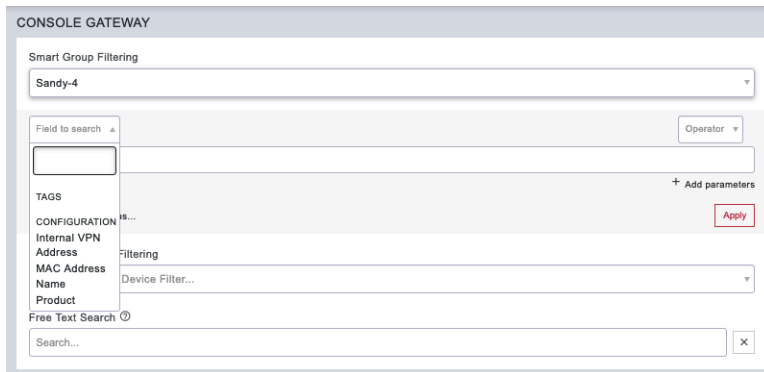 CONSOLE GATEWAY
Smart Group Filtering
Sandy-4
Field to search
Operator
+ Add parameters
TAGS
CONFIGURATION
Internal VPN
Address
MAC Address
Name
Product
Apply
Filtering
Device Filter...
Free Text Search
Search...